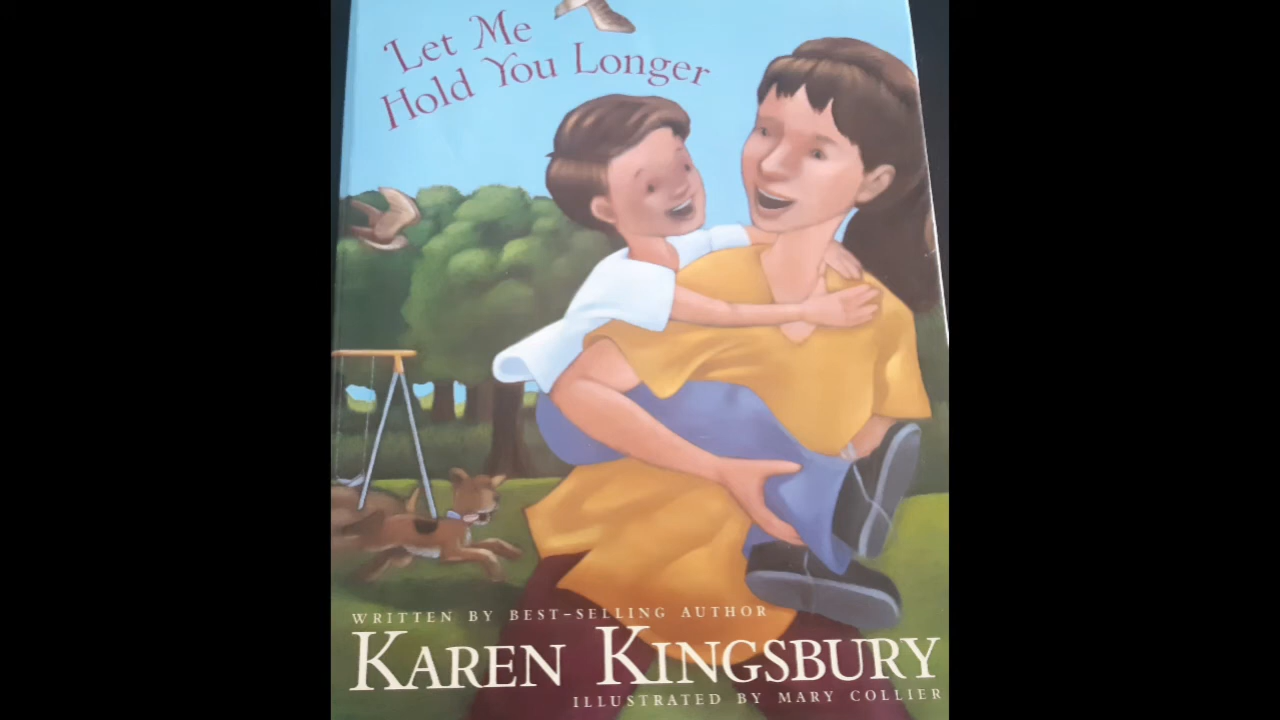 Let Me
Hold You Longer
WRITTEN BY BEST-SELLING AUTHOR
KAREN KINGSBURY
ILLUSTRATED BY MARY COLLIER